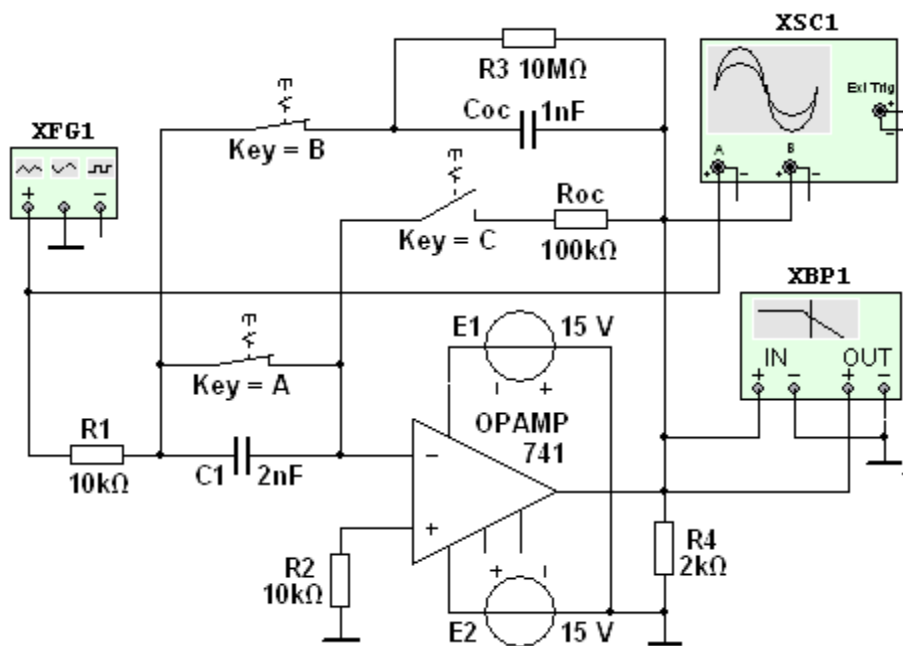 XSC1
R3 10MΩ
Ext Trig
Coc 1nF
XFG1
Key = B
A
B
Roc
Key = C
100kΩ
XBP1
E1 15 V
IN OUT
Key = A
R1
OPAMP
741
10kΩ
C1 2nF
R4
2kΩ
R2
10kΩ
E2 15 V